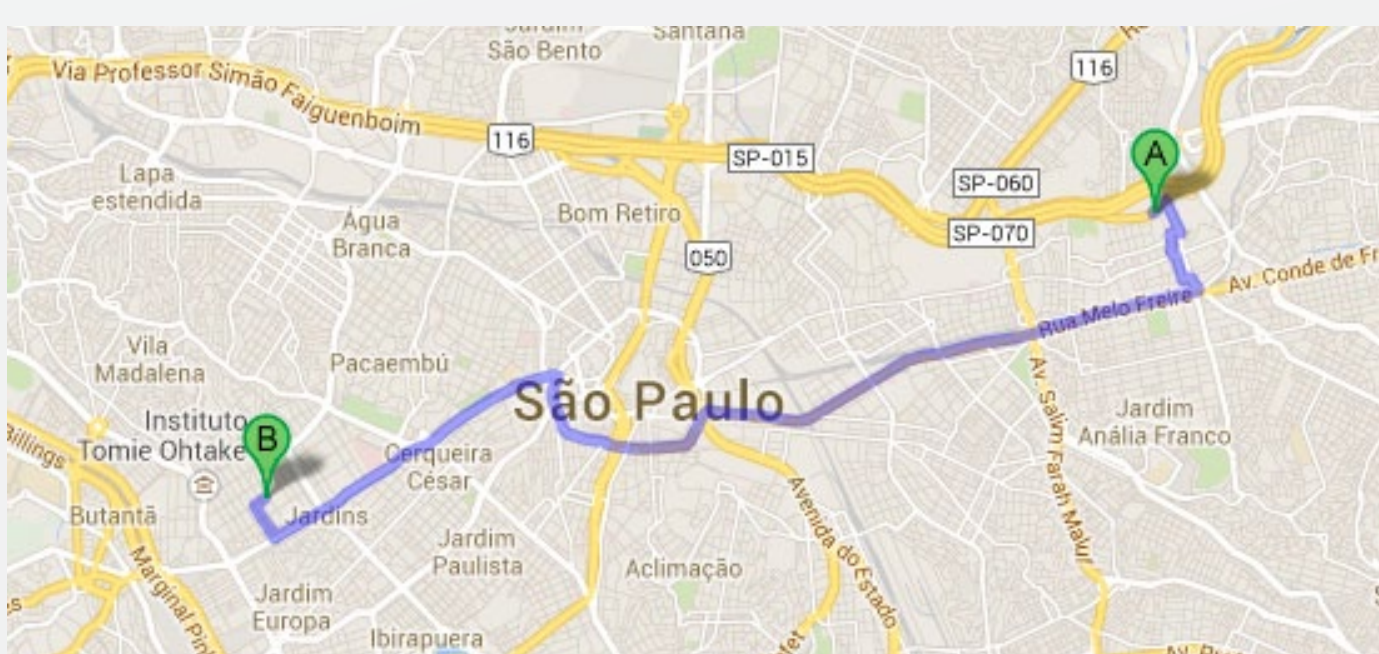 São Bento
Santana
Via Professor Simão Faiguenboim
116
116
SP-015
A
SP-060
Lapa
estendida
Água
Branca
Bom Retiro
SP-070
050
Av. Conde de
Rua Melo Freire
Vila
Madalena
Pacaembú
São Paulo
Av. Salim Farah Maluf
Jardim
Anália Franco
Instituto
Tomie Ohtake
B
Billings
Cerqueira
César
Butantã
Jardins
Avenida do Estado
Jardim
Paulista
Aclimação
Marginal
Jardim
Europa
Ibirapuera